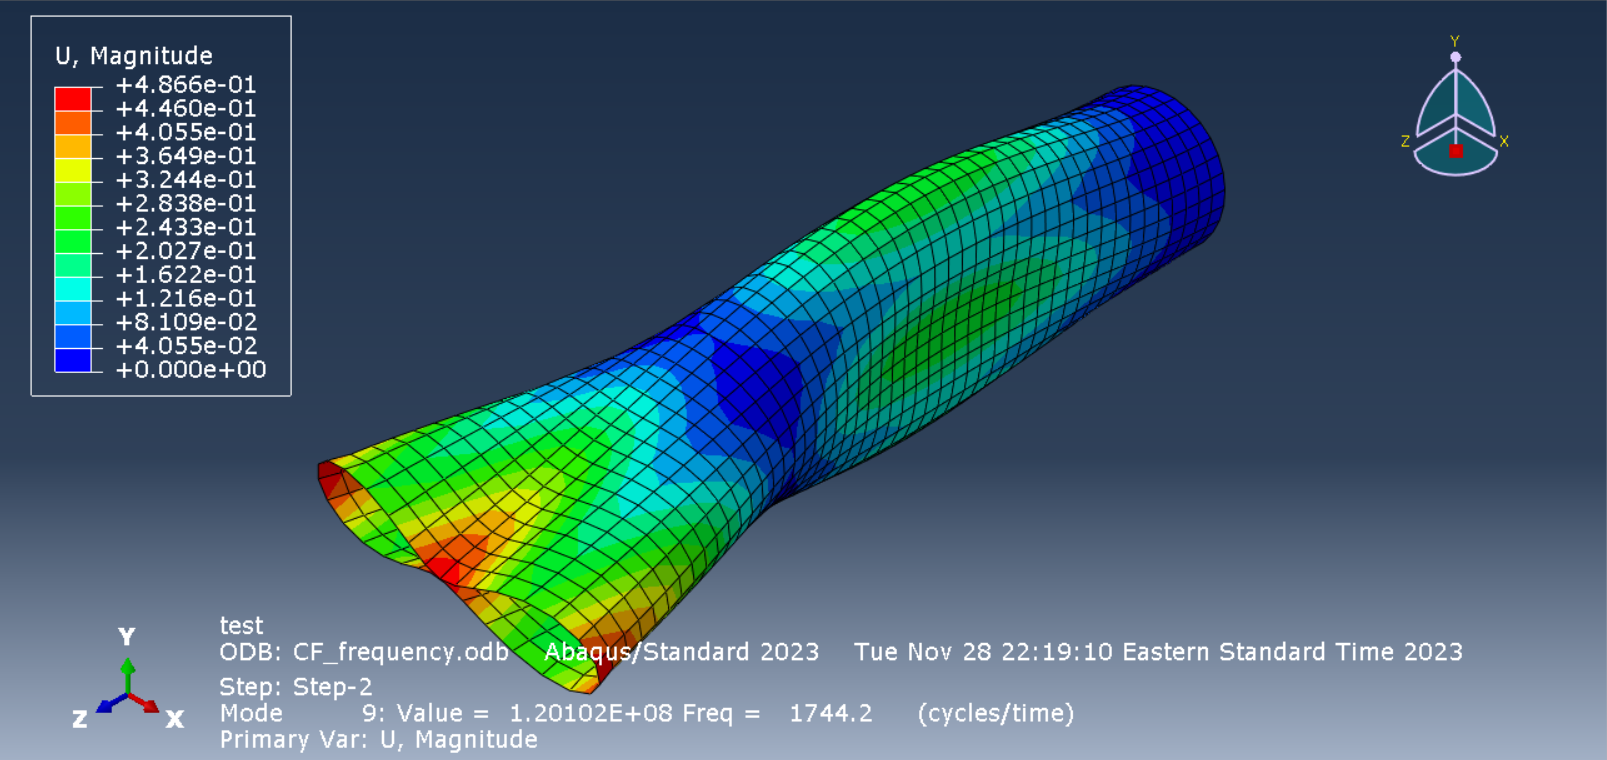 U, Magnitude
+4.866e-01
+4.460e-01
+4.055e-01
+3.649e-01
+3.244e-01
+2.838e-01
+2.433e-01
+2.027e-01
+1.622e-01
+1.216e-01
+8.109e-02
+4.055e-02
+0.000e+00
Y
Z X
Y
Z X
test
ODB: CF_frequency.odb Abaqus/Standard 2023 Tue Nov 28 22:19:10 Eastern Standard Time 2023
Step: Step-2
Mode 9: Value = 1.20102E+08 Freq = 1744.2 (cycles/time)
Primary Var: U, Magnitude